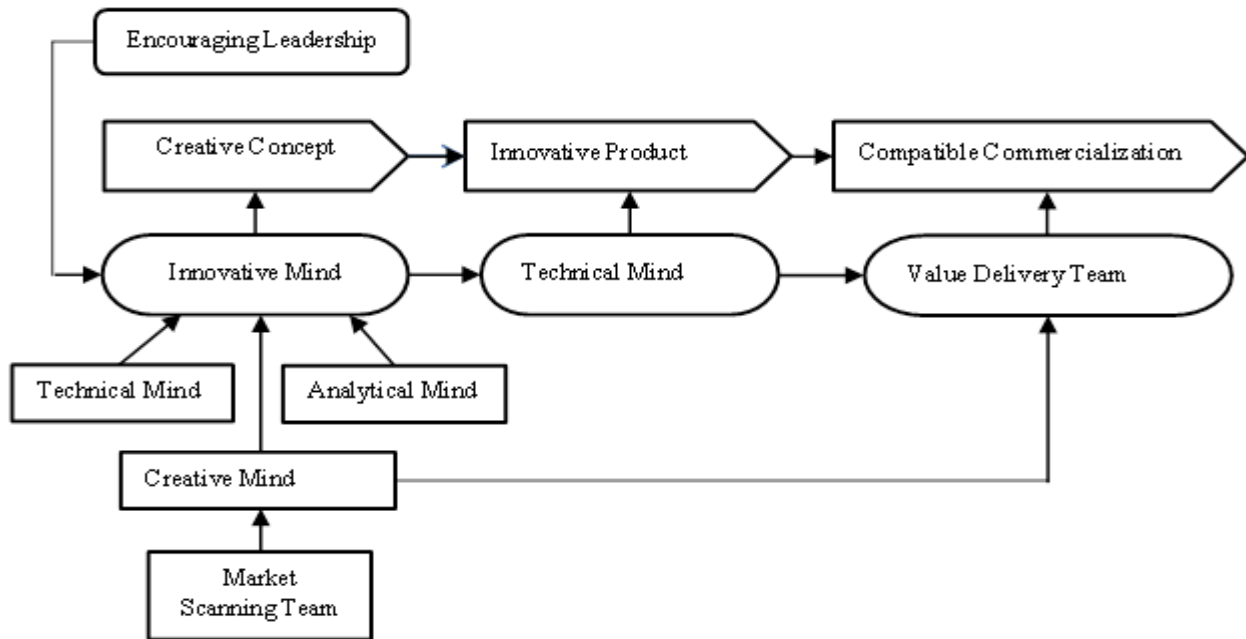 Encouraging Leadership
Creative Concept
Innovative Product
Compatible Commercialization
Innovative Mind
Technical Mind
Value Delivery Team
Technical Mind
Analytical Mind
Creative Mind
Market
Scanning Team